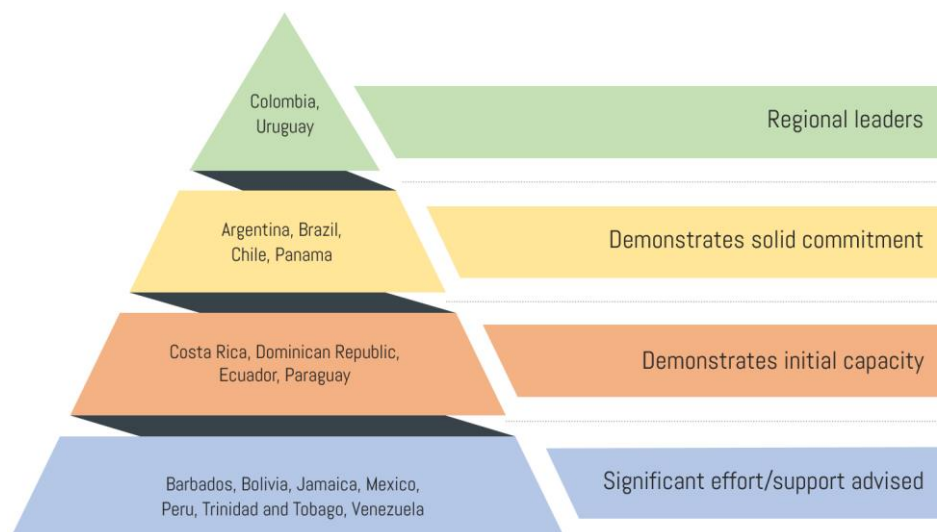 Colombia,
Uruguay
Regional leaders
Argentina, Brazil,
Chile, Panama
Demonstrates solid commitment
Costa Rica, Dominican Republic,
Ecuador, Paraguay
Demonstrates initial capacity
Barbados, Bolivia, Jamaica, Mexico,
Peru, Trinidad and Tobago, Venezuela
Significant effort/support advised